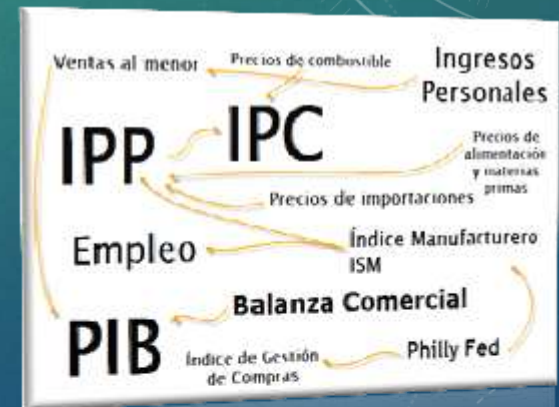 Ventas al menor
Precios de combustible
Ingresos
Personales
IPP
IPC
Precios de
alimentación
y materias
primas
Precios de importaciones
Empleo
Índice Manufacturero
ISM
Balanza Comercial
PIB
Índice de Gestión
de Compras
Philly Fed